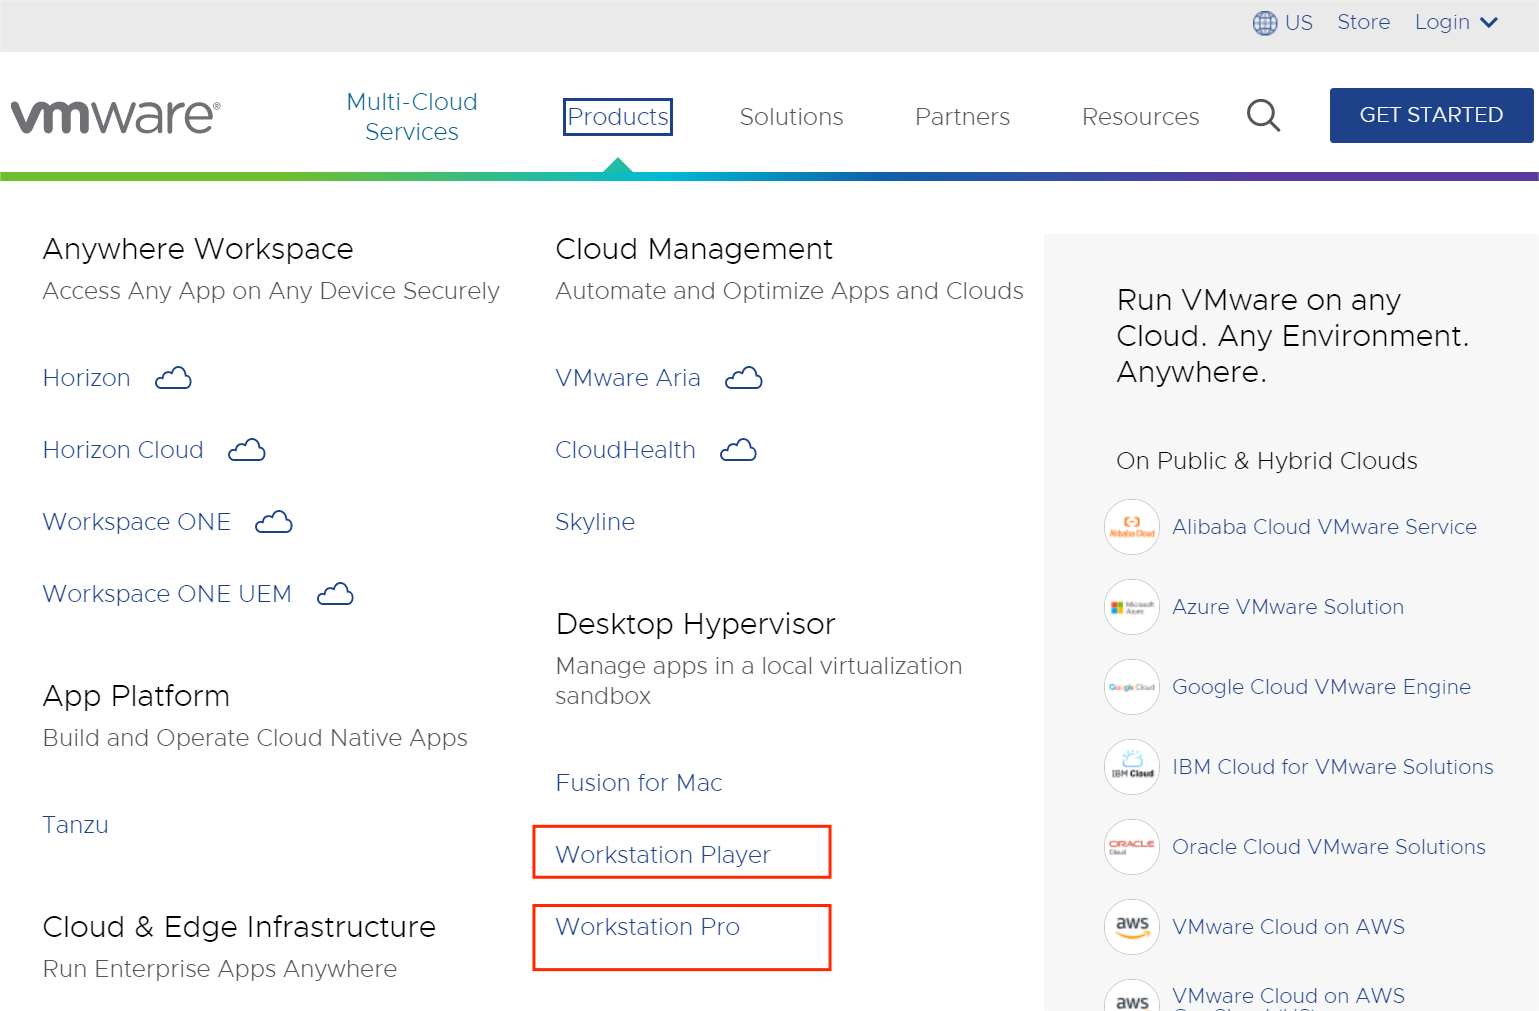 US Store Login
vmware®
Multi-Cloud
Services
Products
Solutions
Partners
Resources
GET STARTED
Anywhere Workspace
Access Any App on Any Device Securely
Horizon
Horizon Cloud
Workspace ONE
Workspace ONE UEM
App Platform
Build and Operate Cloud Native Apps
Tanzu
Cloud & Edge Infrastructure
Run Enterprise Apps Anywhere
Cloud Management
Automate and Optimize Apps and Clouds
VMware Aria
CloudHealth
Skyline
Desktop Hypervisor
Manage apps in a local virtualization
sandbox
Fusion for Mac
Workstation Player
Workstation Pro
Run VMware on any
Cloud. Any Environment.
Anywhere.
On Public & Hybrid Clouds
Alibaba Cloud
Alibaba Cloud VMware Service
Microsoft
Azure
Azure VMware Solution
Google Cloud
Google Cloud VMware Engine
IBM Cloud
IBM Cloud for VMware Solutions
ORACLE
Cloud
Oracle Cloud VMware Solutions
aws
VMware Cloud on AWS
aws
VMware Cloud on AWS